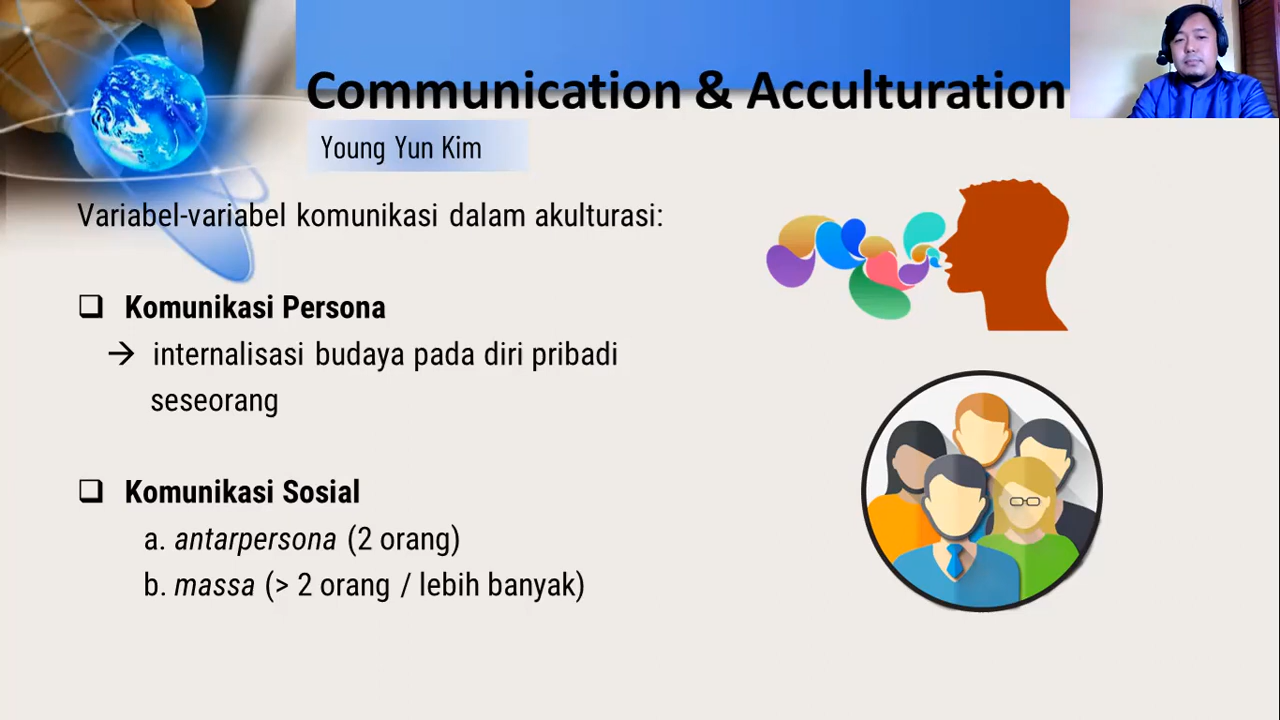 Communication & Acculturation
Young Yun Kim
Variabel-variabel komunikasi dalam akulturasi:
❑ Komunikasi Persona
→ internalisasi budaya pada diri pribadi
seseorang
❑ Komunikasi Sosial
a. antarpersona (2 orang)
b. massa (> 2 orang / lebih banyak)